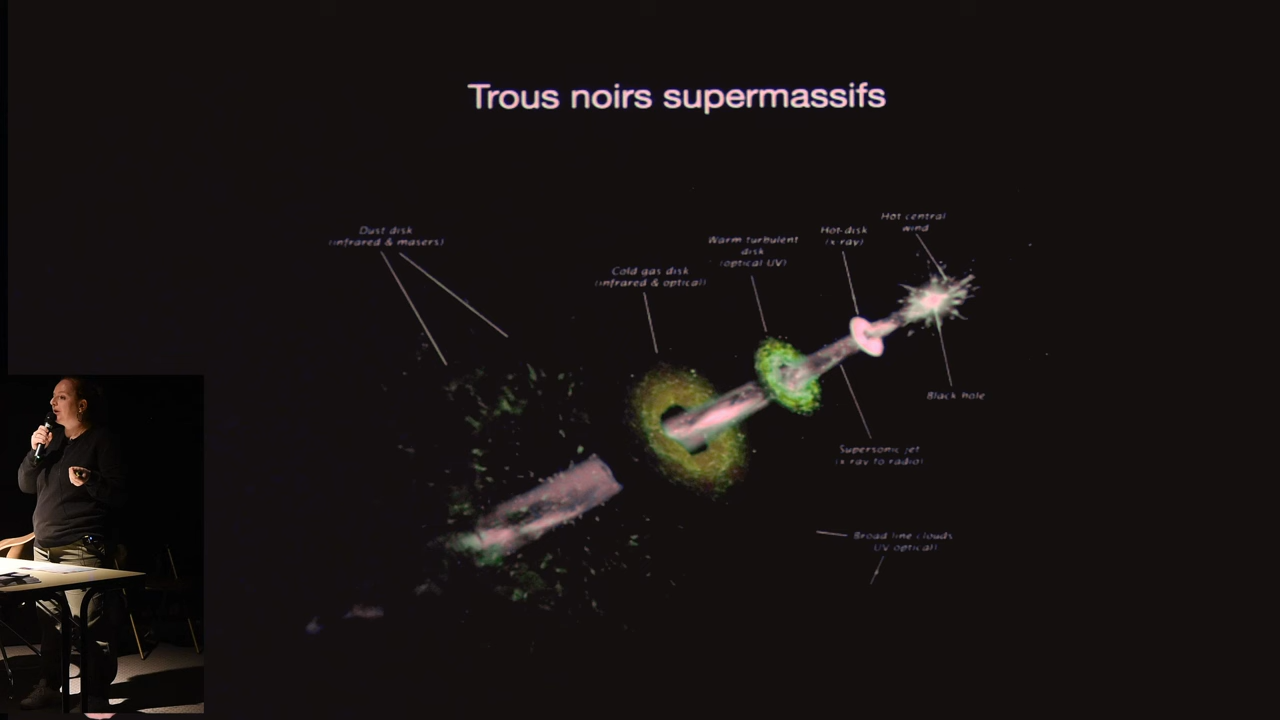 Trous noirs supermassifs
Dust disk
(infrared & masers)
Cold gas disk
(infrared & optical)
Warm turbulent
disk
(optical UV)
Hot disk
(x ray)
Hot central
wind
Black hole
Supersonic jet
(x ray to radio)
Broad line clouds
UV optical)